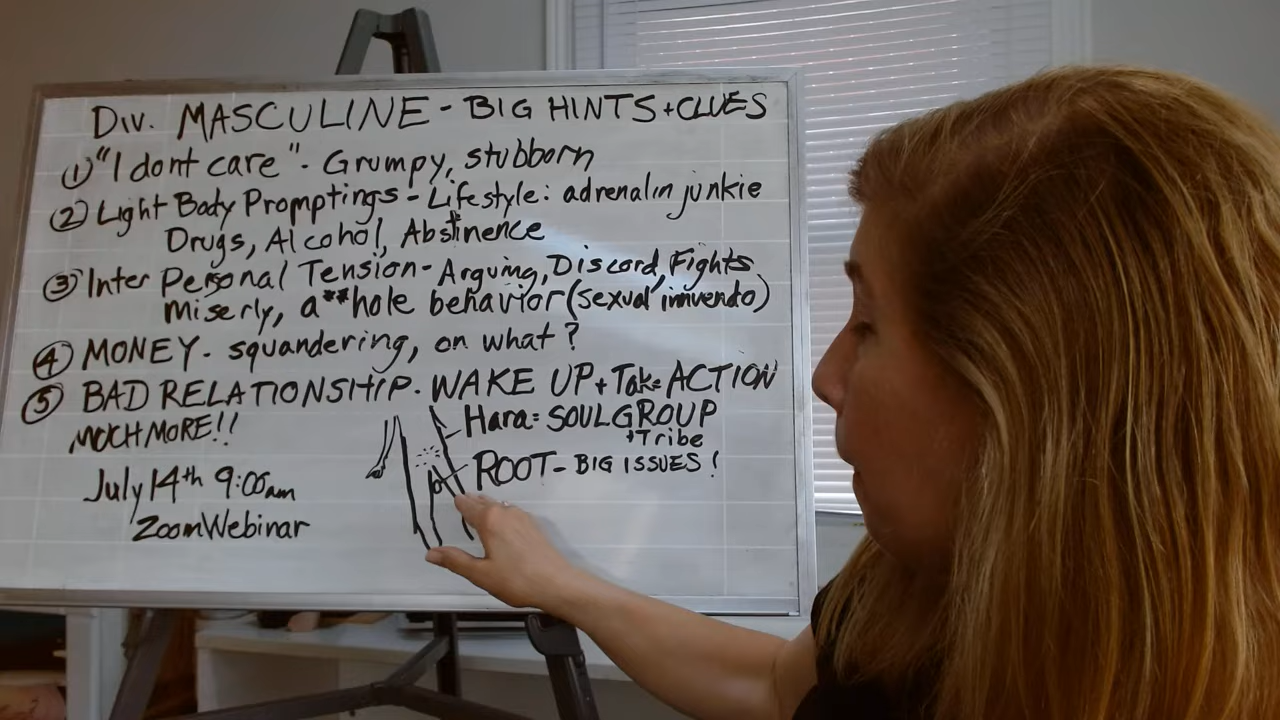 Div. MASCULINE - BIG HINTS + CLUES
① "I dont care" - Grumpy, stubborn
② Light Body Promptings - Lifestyle: adrenalin junkie
Drugs, Alcohol, Abstinence
③ Inter Personal Tension - Arguing, Discord, Fights
Miserly, a**hole behavior (sexual innvendo)
④ MONEY - squandering, on what?
⑤ BAD RELATIONSHIP - WAKE UP + Take ACTION
MUCH MORE!!
Hara = SOUL GROUP
+ Tribe
ROOT - BIG ISSUES!
July 14th 9:00am
Zoom Webinar